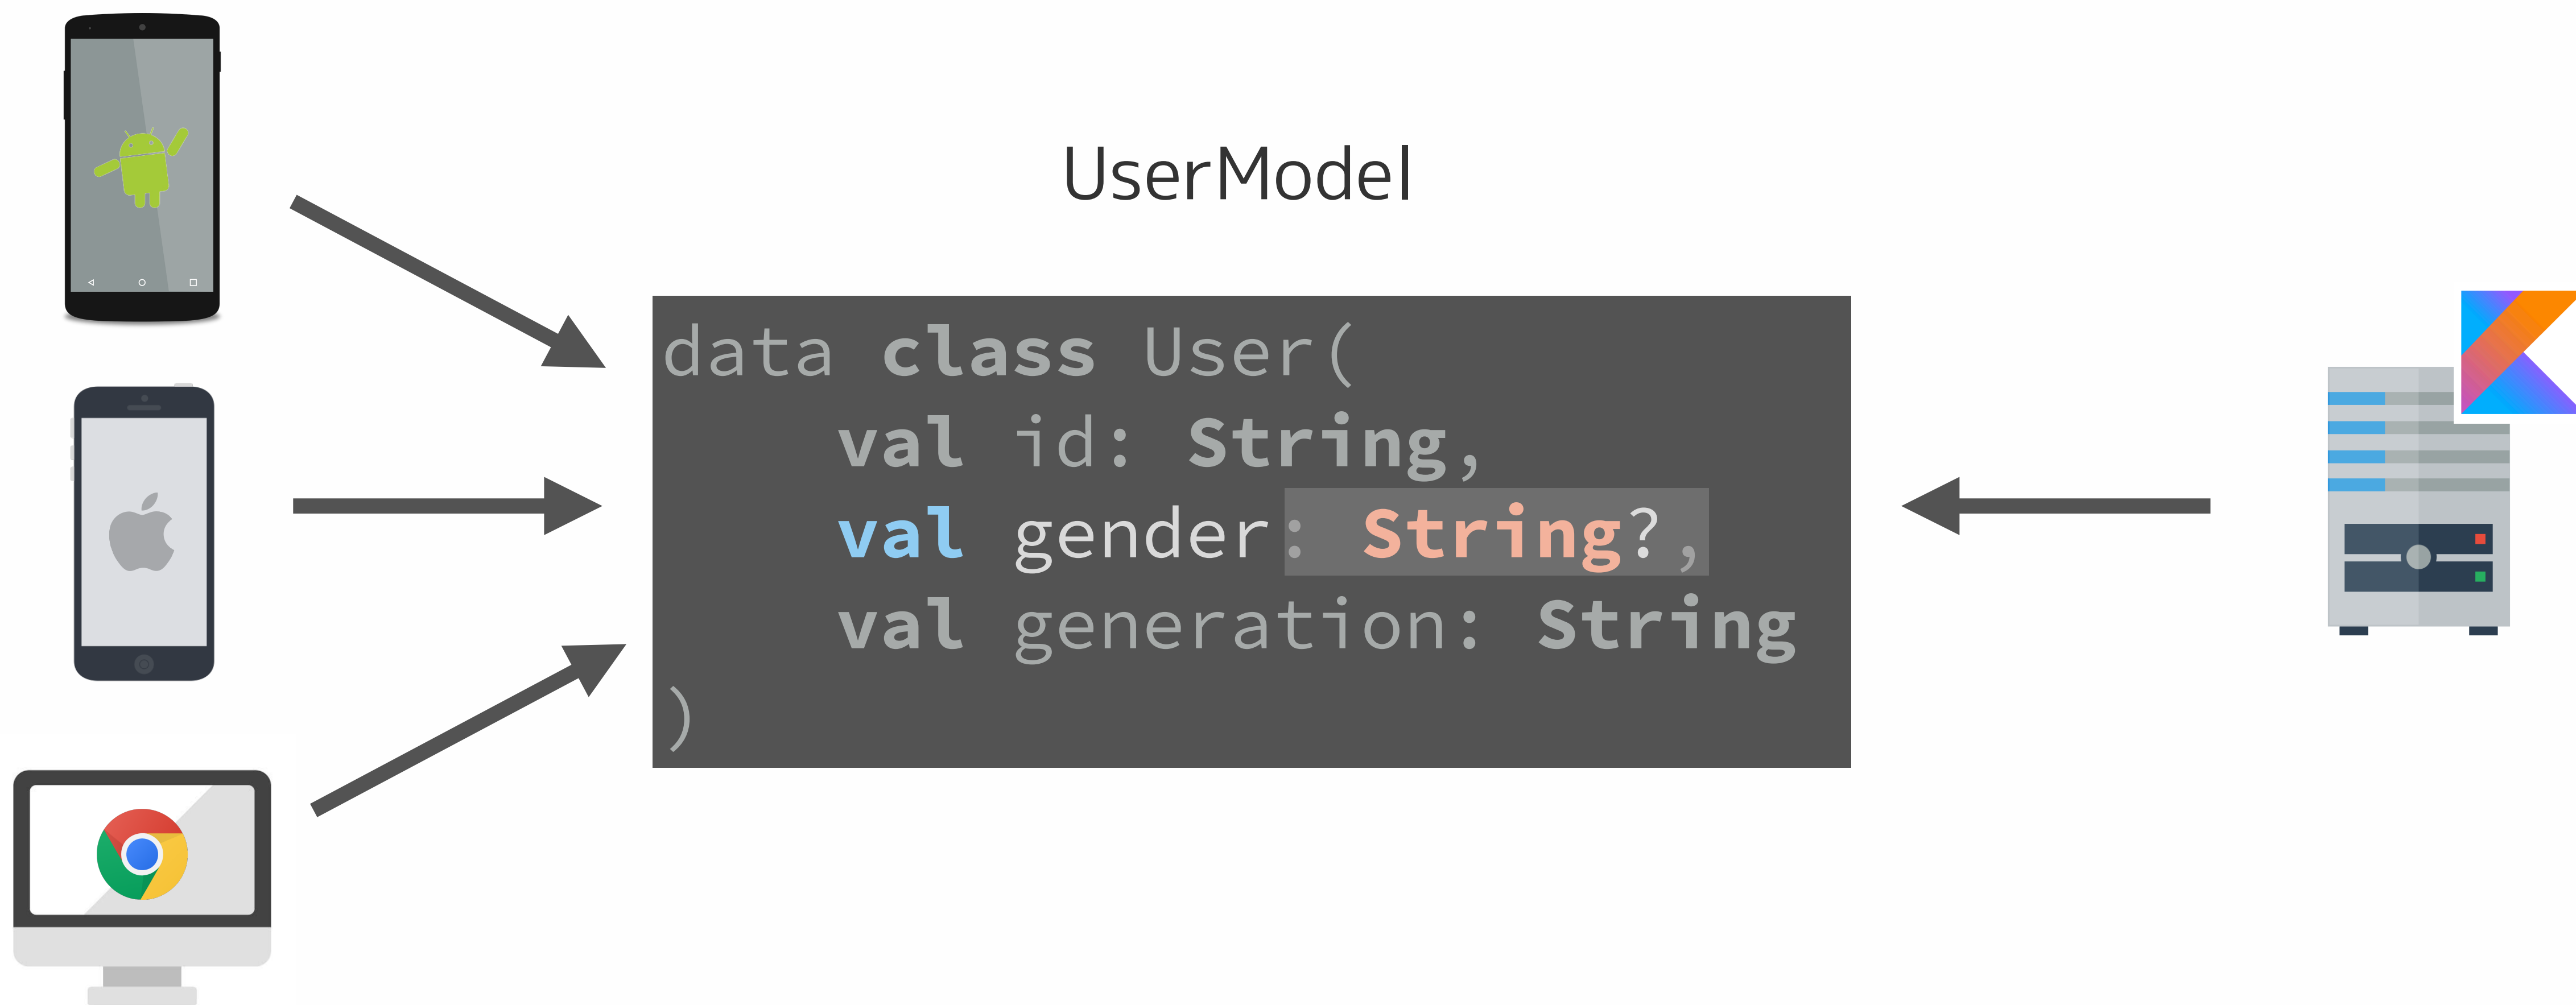 UserModel
data class User(
val id: String,
val gender: String?,
val generation: String
)